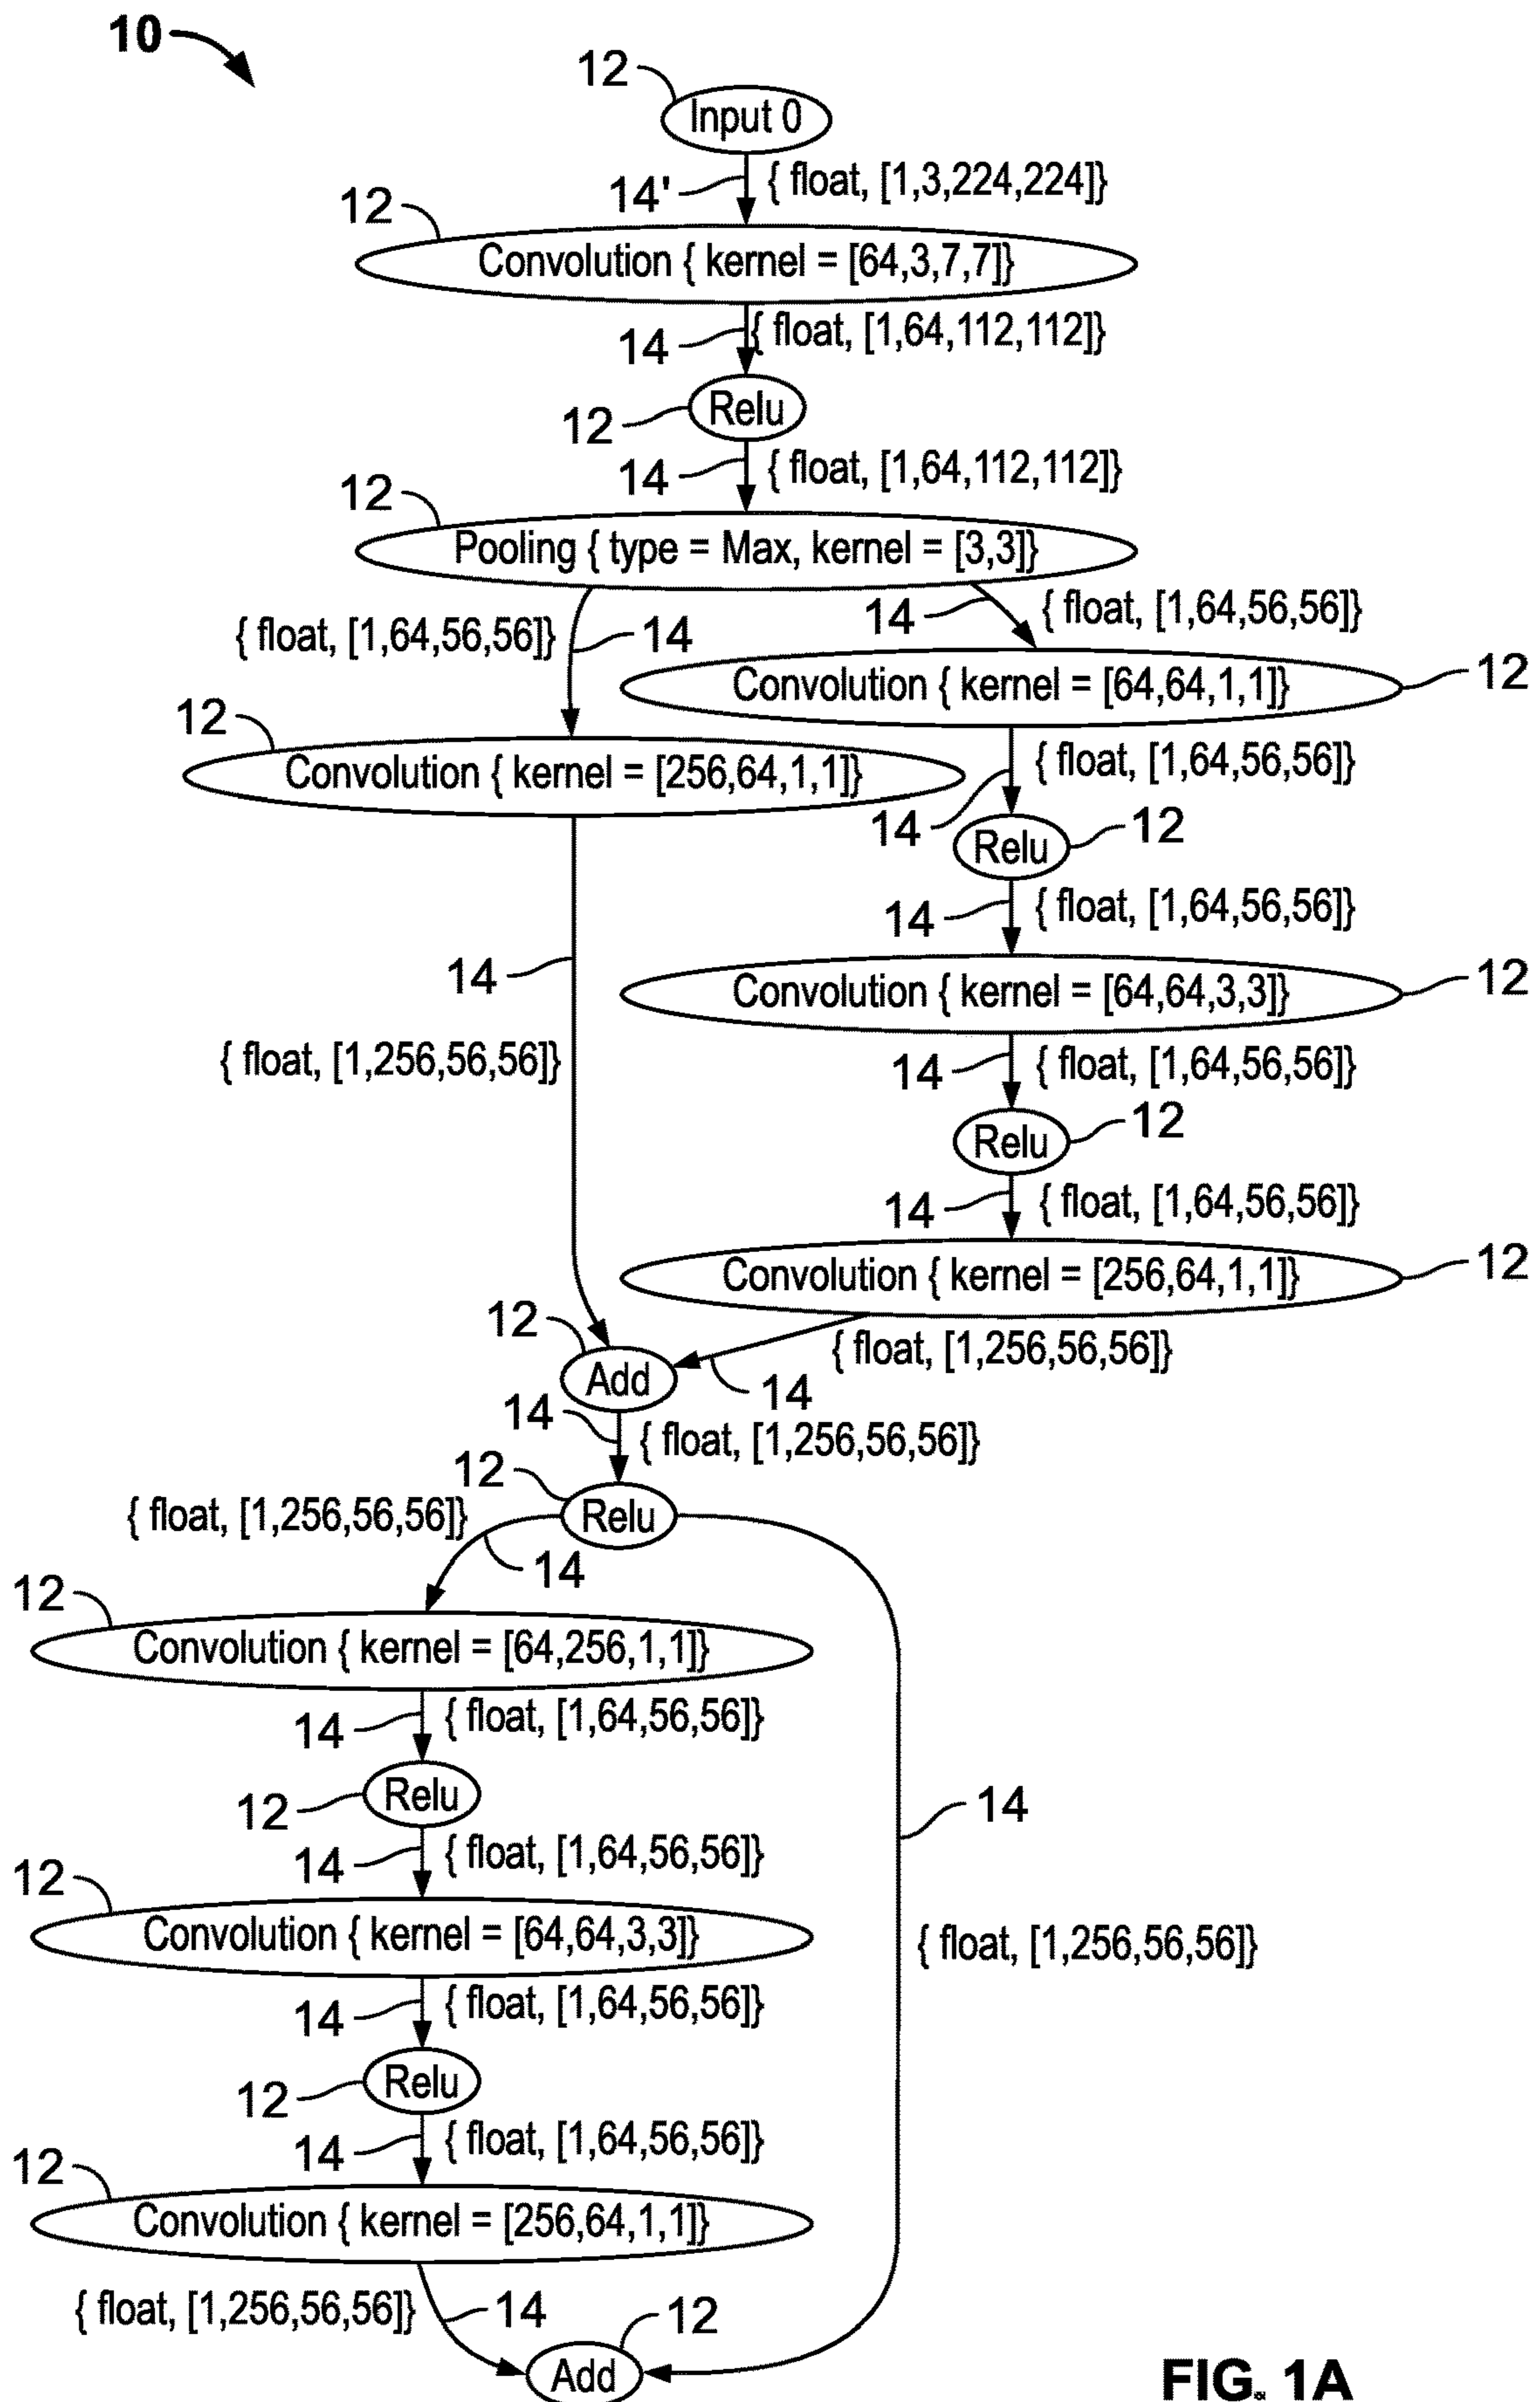 10
12
Input 0
14' { float, [1,3,224,224]}
12
Convolution { kernel = [64,3,7,7]}
14 { float, [1,64,112,112]}
12 Relu
14 { float, [1,64,112,112]}
12
Pooling { type = Max, kernel = [3,3]}
{ float, [1,64,56,56]} 14 14 { float, [1,64,56,56]}
Convolution { kernel = [64,64,1,1]} 12
12
Convolution { kernel = [256,64,1,1]}
14 { float, [1,64,56,56]}
Relu 12
14 { float, [1,64,56,56]}
14
Convolution { kernel = [64,64,3,3]} 12
{ float, [1,256,56,56]}
14 { float, [1,64,56,56]}
Relu 12
14 { float, [1,64,56,56]}
Convolution { kernel = [256,64,1,1]} 12
12
Add
{ float, [1,256,56,56]}
14
14 { float, [1,256,56,56]}
12
Relu
{ float, [1,256,56,56]}
14
12
Convolution { kernel = [64,256,1,1]}
14 { float, [1,64,56,56]}
12 Relu
14
14 { float, [1,64,56,56]}
12
Convolution { kernel = [64,64,3,3]}
{ float, [1,256,56,56]}
14 { float, [1,64,56,56]}
12 Relu
14 { float, [1,64,56,56]}
12
Convolution { kernel = [256,64,1,1]}
{ float, [1,256,56,56]} 14 12
Add
FIG. 1A